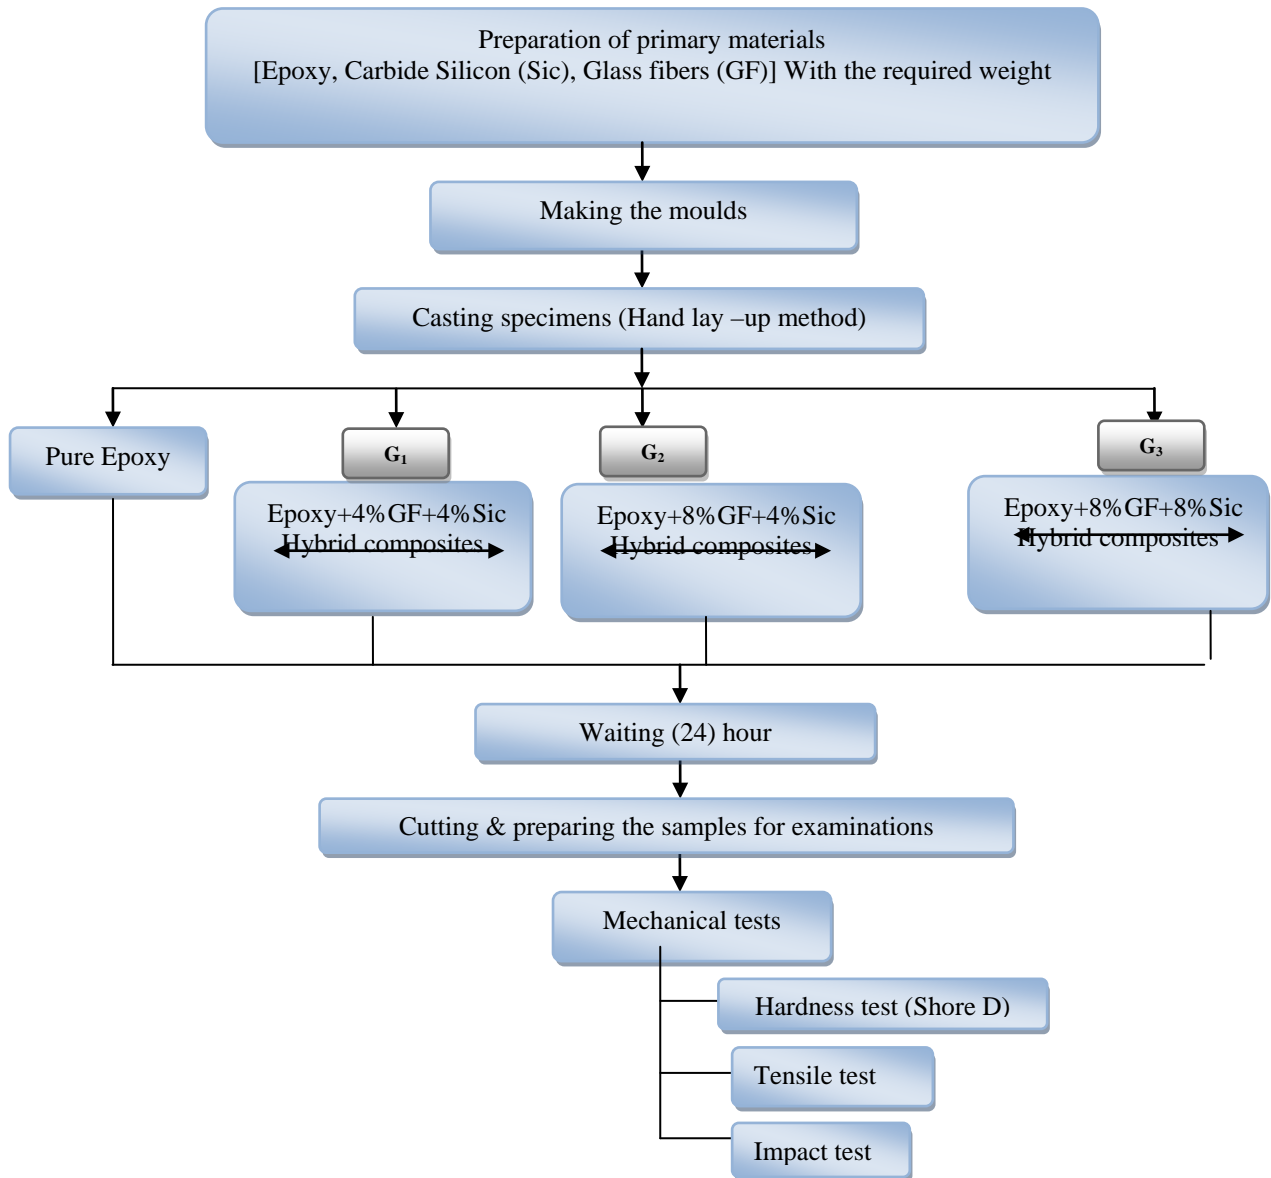 Preparation of primary materials
[Epoxy, Carbide Silicon (Sic), Glass fibers (GF)] With the required weight
Making the moulds
Casting specimens (Hand lay –up method)
Pure Epoxy
G₁
Epoxy+4%GF+4%Sic
Hybrid composites
G₂
Epoxy+8%GF+4%Sic
Hybrid composites
G₃
Epoxy+8%GF+8%Sic
Hybrid composites
Waiting (24) hour
Cutting & preparing the samples for examinations
Mechanical tests
Hardness test (Shore D)
Tensile test
Impact test